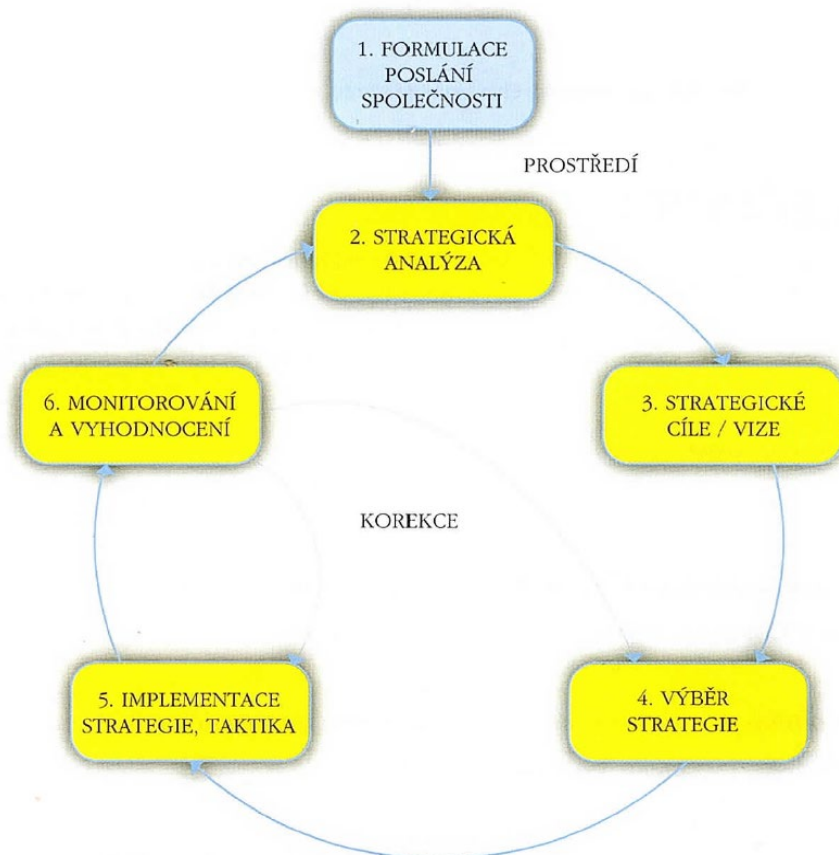 1. FORMULACE
POSLÁNÍ
SPOLEČNOSTI
PROSTŘEDÍ
2. STRATEGICKÁ
ANALÝZA
3. STRATEGICKÉ
CÍLE / VIZE
4. VÝBĚR
STRATEGIE
5. IMPLEMENTACE
STRATEGIE, TAKTIKA
6. MONITOROVÁNÍ
A VYHODNOCENÍ
KOREKCE